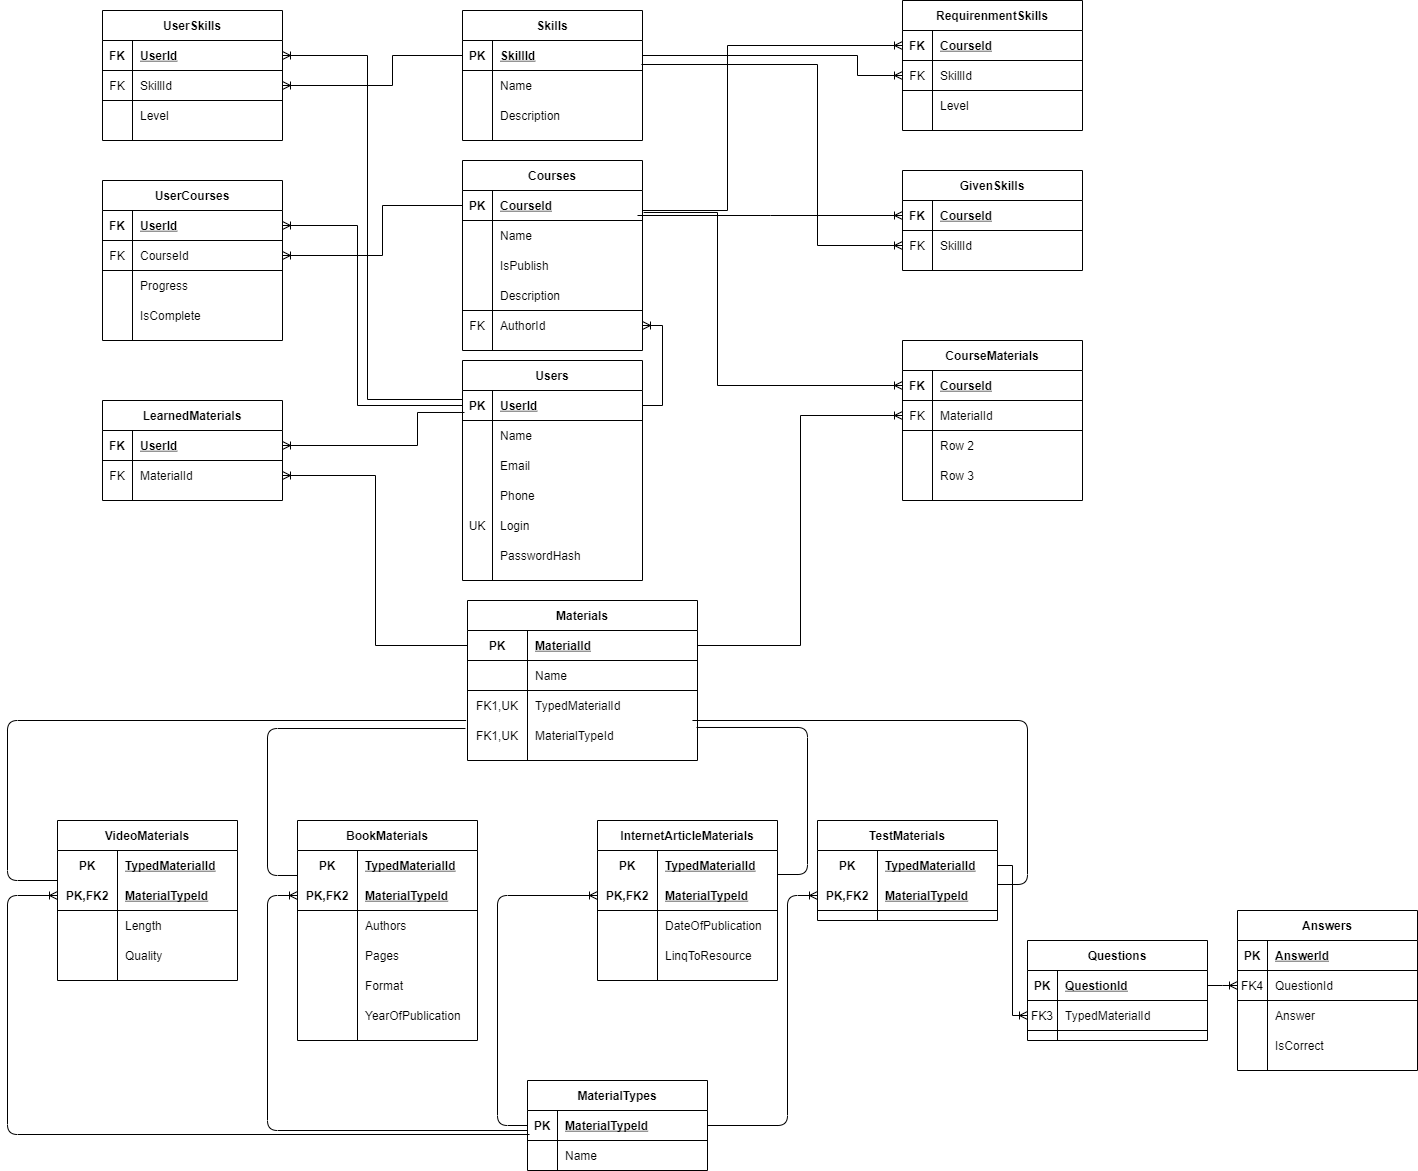 UserSkills
FK UserId
FK SkillId
Level
Skills
PK SkillId
Name
Description
RequirenmentSkills
FK CourseId
FK SkillId
Level
UserCourses
FK UserId
FK CourseId
Progress
IsComplete
Courses
PK CourseId
Name
IsPublish
Description
FK AuthorId
GivenSkills
FK CourseId
FK SkillId
LearnedMaterials
FK UserId
FK MaterialId
Users
PK UserId
Name
Email
Phone
UK Login
PasswordHash
CourseMaterials
FK CourseId
FK MaterialId
Row 2
Row 3
Materials
PK MaterialId
Name
FK1,UK TypedMaterialId
FK1,UK MaterialTypeId
VideoMaterials
PK TypedMaterialId
PK,FK2 MaterialTypeId
Length
Quality
BookMaterials
PK TypedMaterialId
PK,FK2 MaterialTypeId
Authors
Pages
Format
YearOfPublication
InternetArticleMaterials
PK TypedMaterialId
PK,FK2 MaterialTypeId
DateOfPublication
LinqToResource
TestMaterials
PK TypedMaterialId
PK,FK2 MaterialTypeId
Questions
PK QuestionId
FK3 TypedMaterialId
Answers
PK AnswerId
FK4 QuestionId
Answer
IsCorrect
MaterialTypes
PK MaterialTypeId
Name